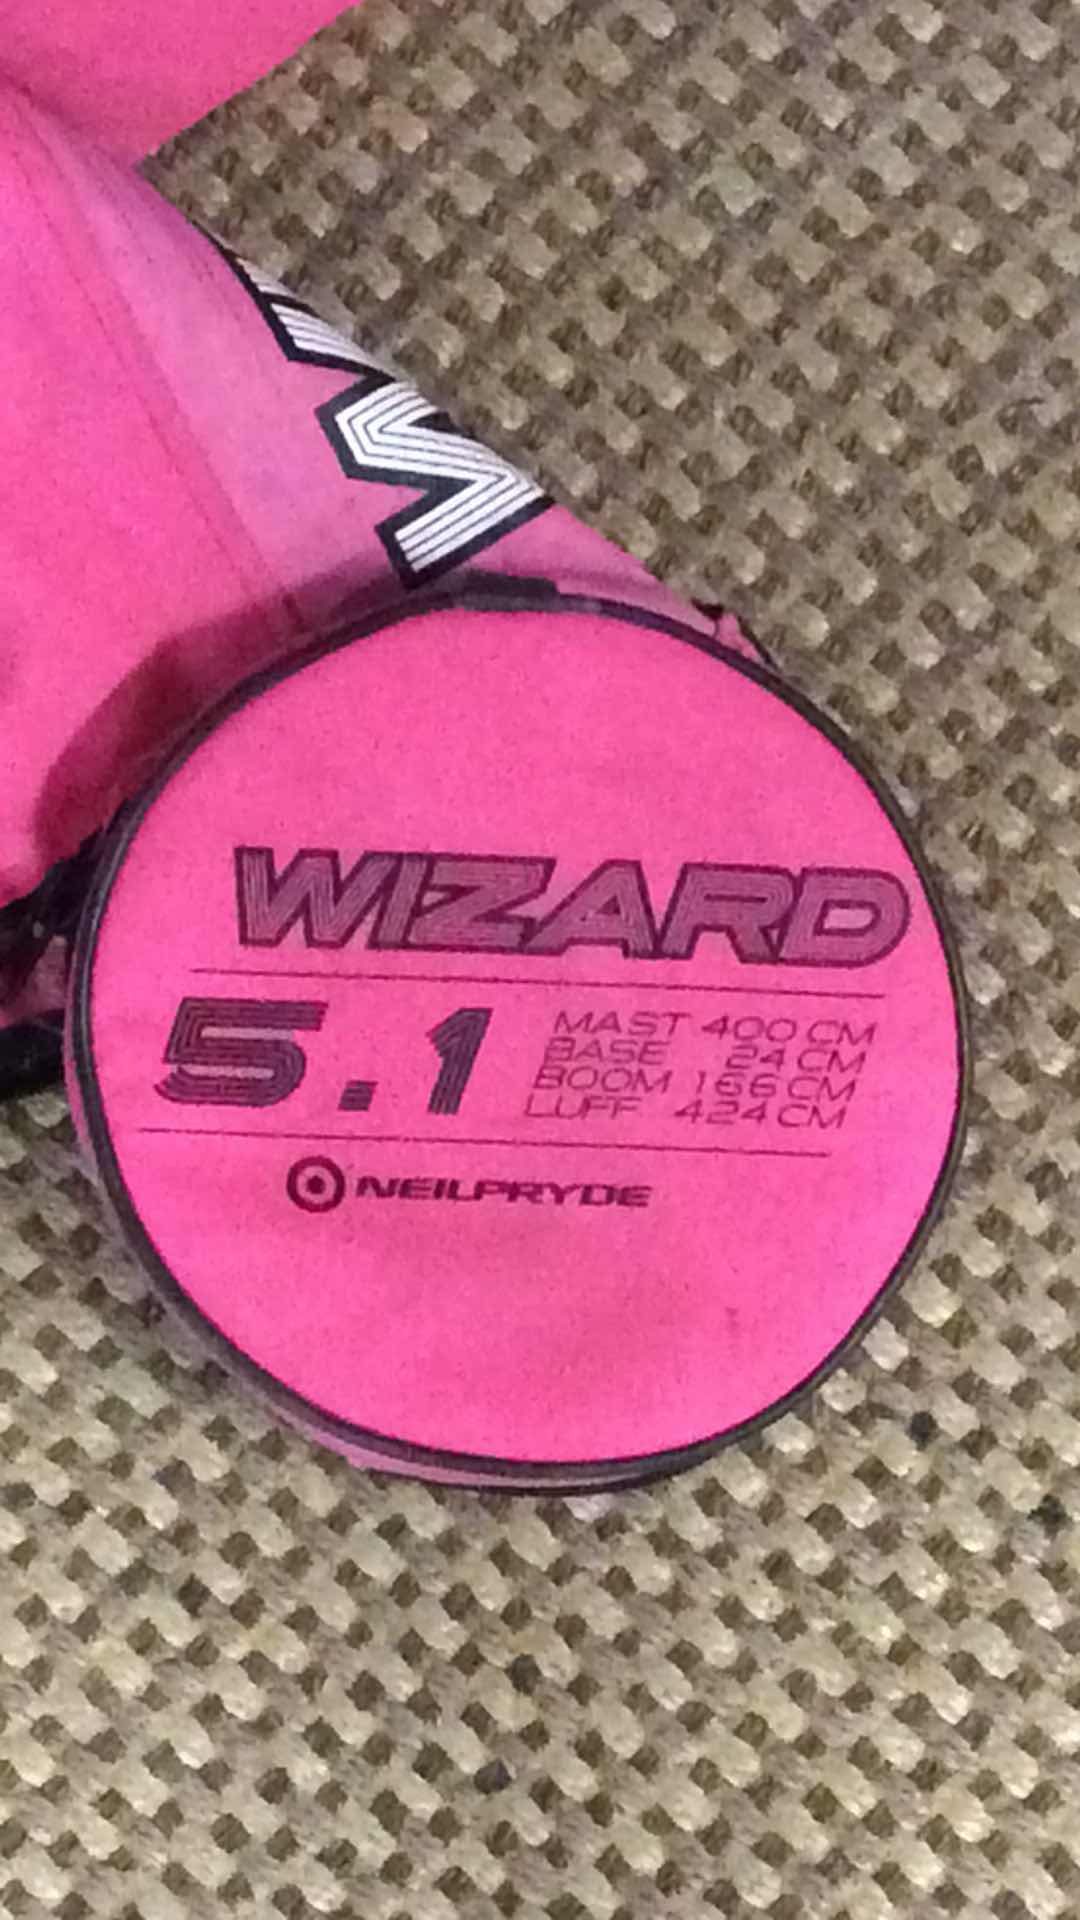 WIZARD
5.1
MAST 400 CM
BASE 24 CM
BOOM 166 CM
LUFF 424 CM
NEILPRYDE